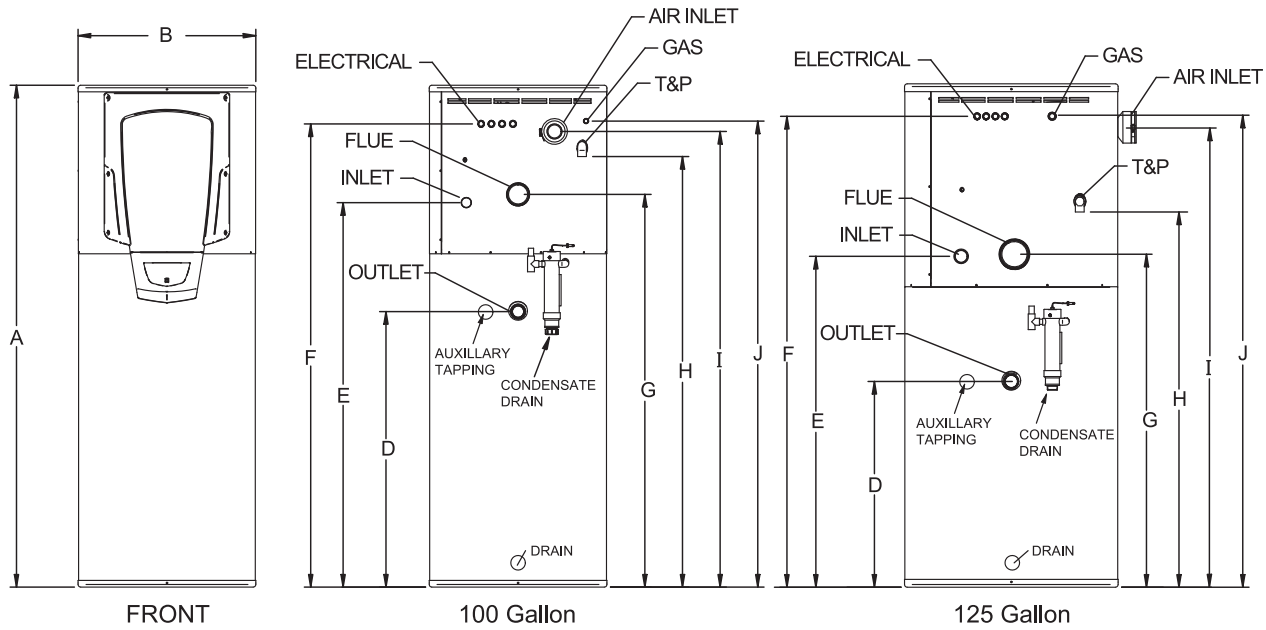 B
A
FRONT
ELECTRICAL
AIR INLET
GAS
T&P
FLUE
INLET
OUTLET
AUXILLARY
TAPPING
CONDENSATE
DRAIN
DRAIN
F
E
D
G
H
I
J
100 Gallon
ELECTRICAL
GAS
AIR INLET
T&P
FLUE
INLET
OUTLET
AUXILLARY
TAPPING
CONDENSATE
DRAIN
DRAIN
F
E
D
G
H
I
J
125 Gallon